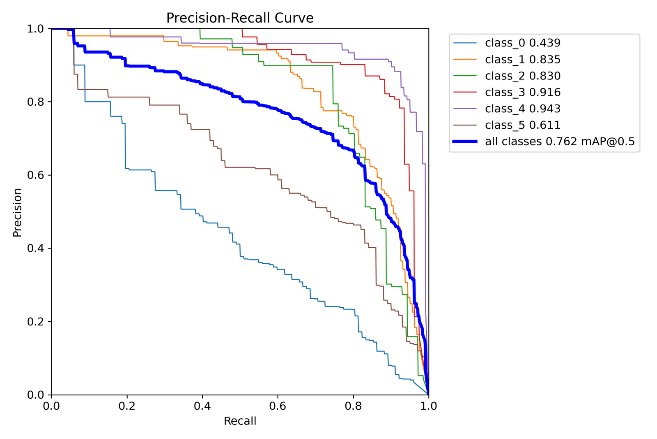 Precision-Recall Curve
1.0
0.8
0.6
0.4
0.2
0.0
Precision
0.0 0.2 0.4 0.6 0.8 1.0
Recall
class_0 0.439
class_1 0.835
class_2 0.830
class_3 0.916
class_4 0.943
class_5 0.611
all classes 0.762 mAP@0.5